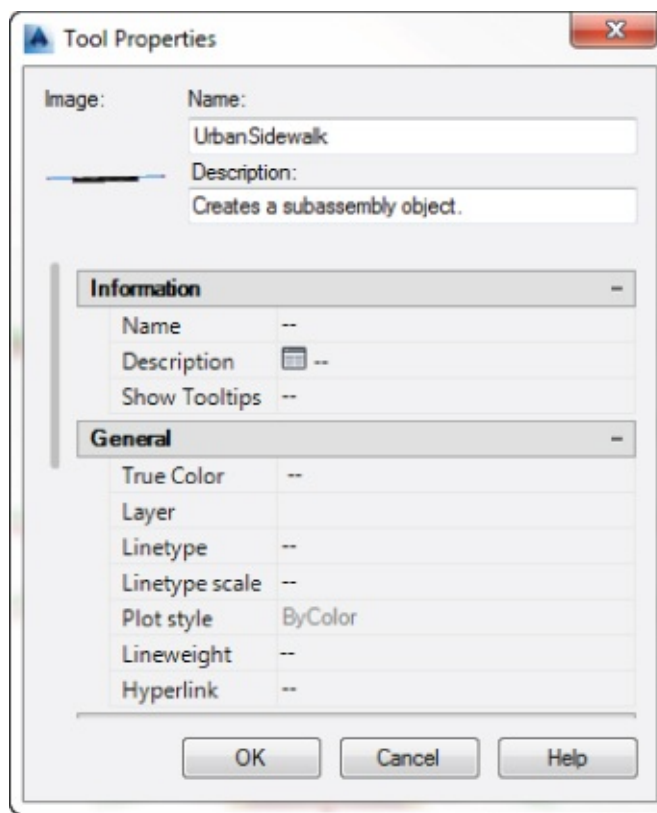 Tool Properties
Image:
Name:
UrbanSidewalk
Description:
Creates a subassembly object.
Information
Name --
Description --
Show Tooltips --
General
True Color --
Layer
Linetype --
Linetype scale --
Plot style ByColor
Lineweight --
Hyperlink --
OK Cancel Help